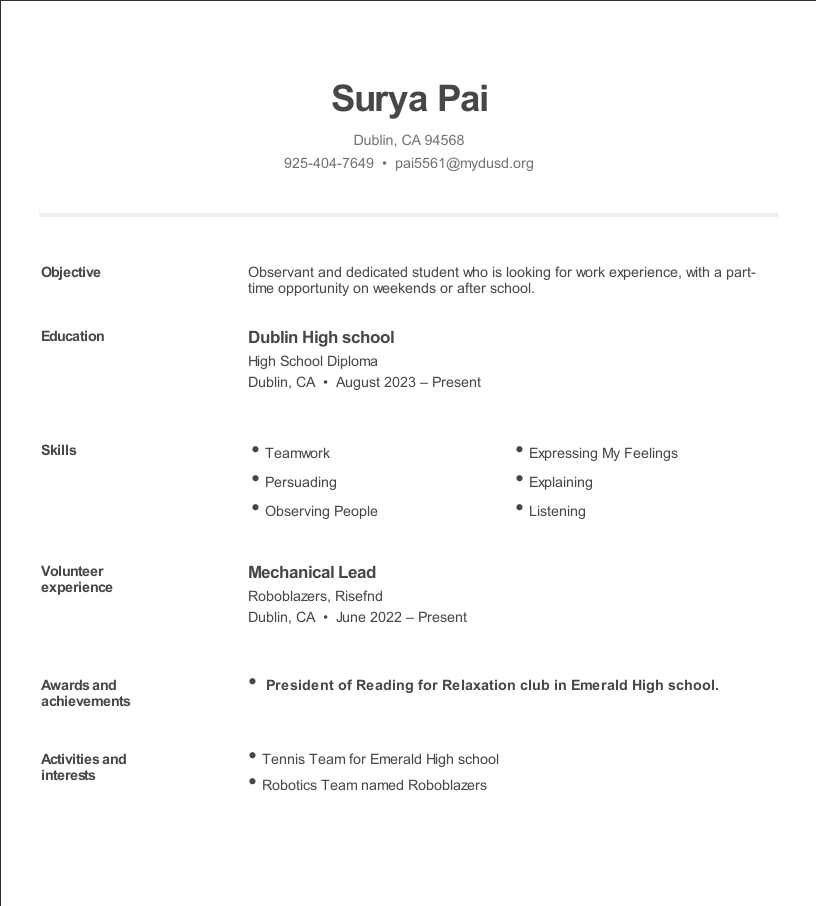 Surya Pai
Dublin, CA 94568
925-404-7649 • pai5561@mydusd.org
Objective
Observant and dedicated student who is looking for work experience, with a part-
time opportunity on weekends or after school.
Education
Dublin High school
High School Diploma
Dublin, CA • August 2023 – Present
Skills
• Teamwork
• Persuading
• Observing People
• Expressing My Feelings
• Explaining
• Listening
Volunteer
experience
Mechanical Lead
Roboblazers, Risefnd
Dublin, CA • June 2022 – Present
Awards and
achievements
• President of Reading for Relaxation club in Emerald High school.
Activities and
interests
• Tennis Team for Emerald High school
• Robotics Team named Roboblazers